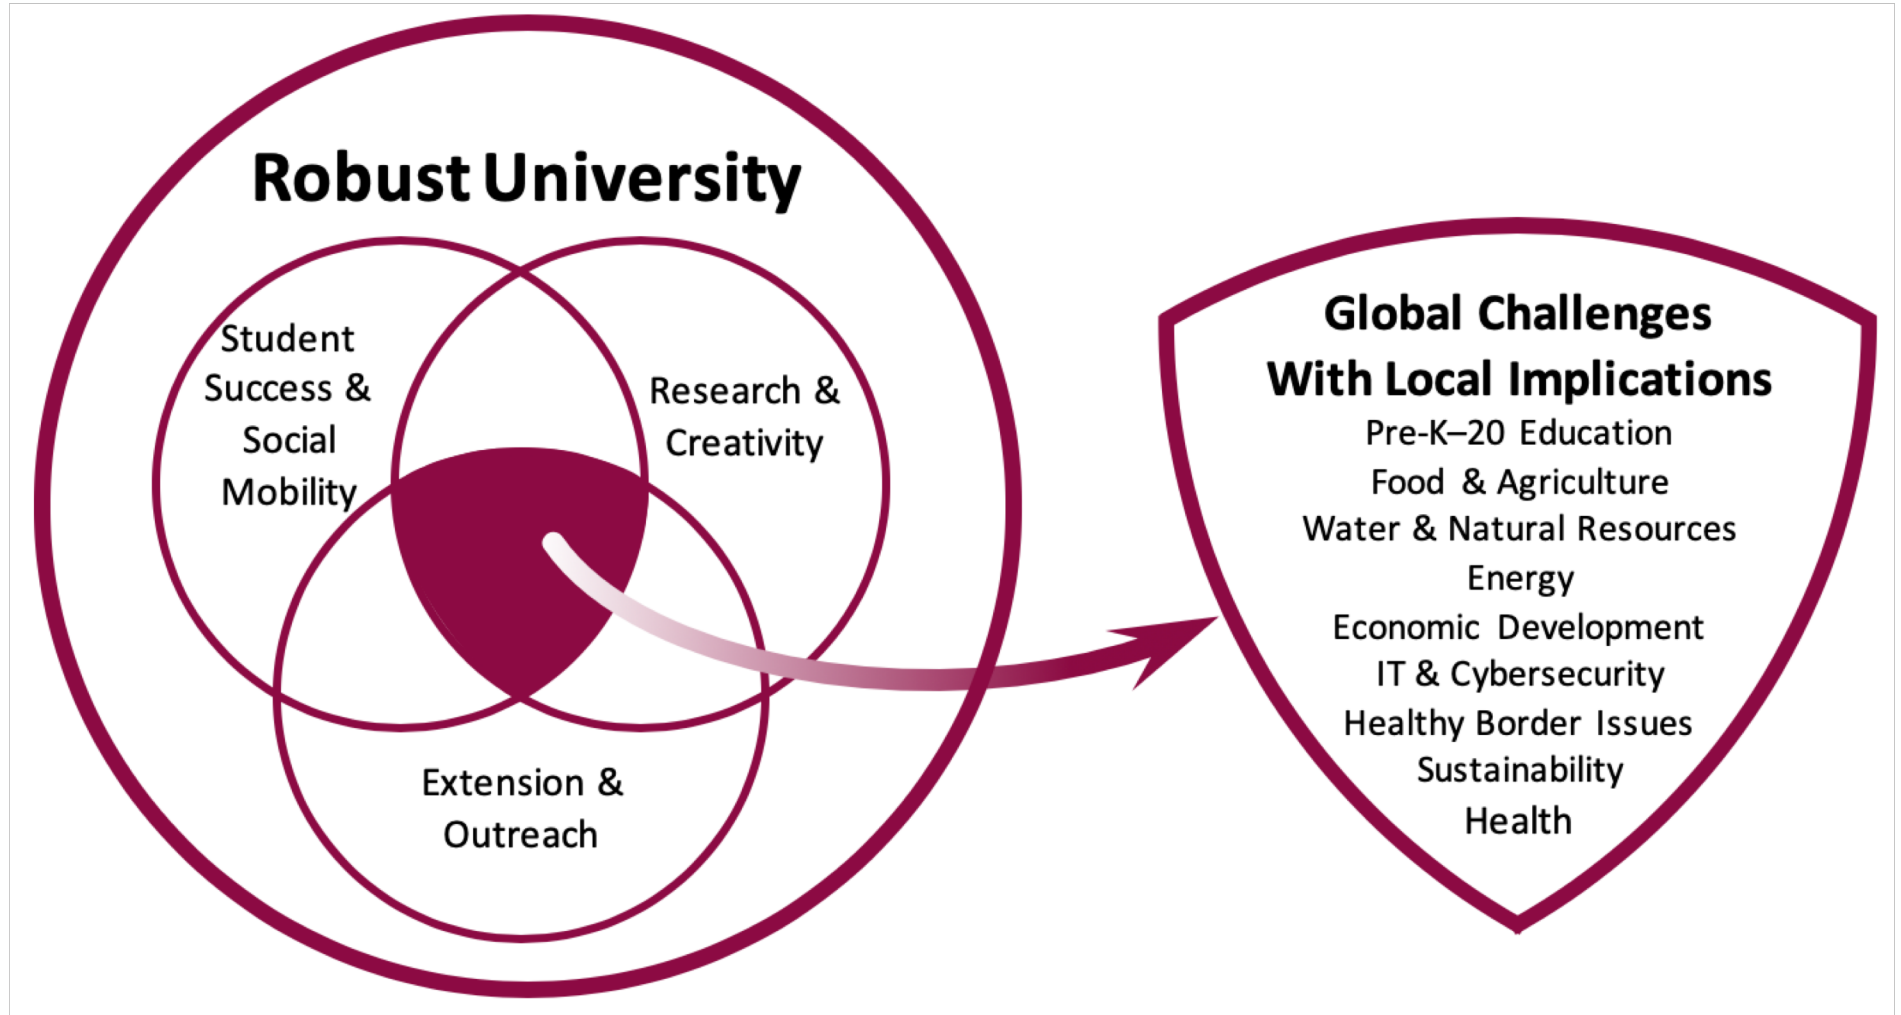 Robust University
Student
Success &
Social
Mobility
Research &
Creativity
Extension &
Outreach
Global Challenges
With Local Implications
Pre-K–20 Education
Food & Agriculture
Water & Natural Resources
Energy
Economic Development
IT & Cybersecurity
Healthy Border Issues
Sustainability
Health